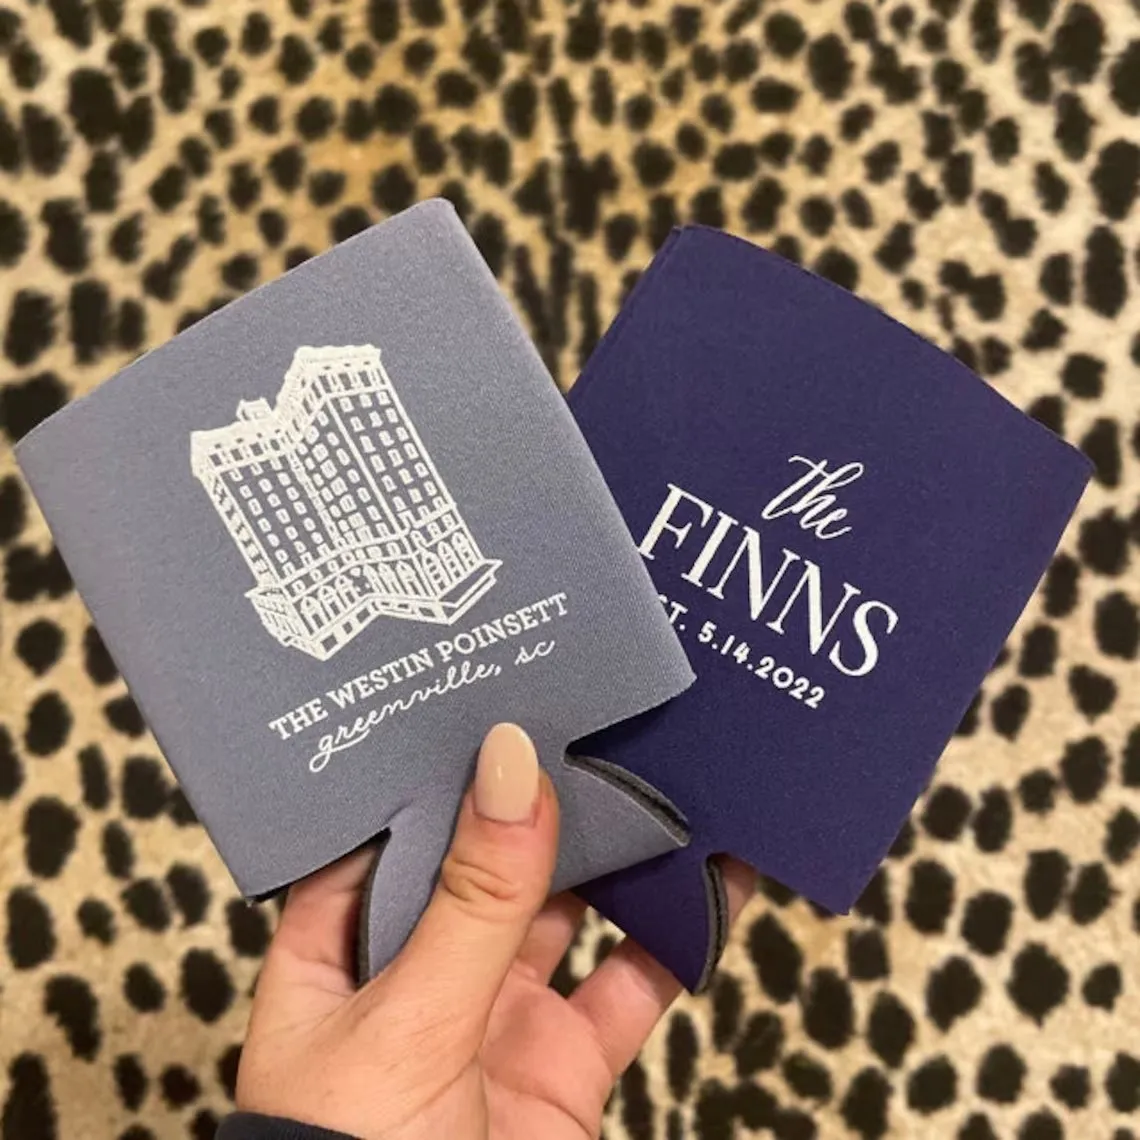 THE WESTIN POINSETT
greenville, sc
the
FINNS
ST. 5.14.2022